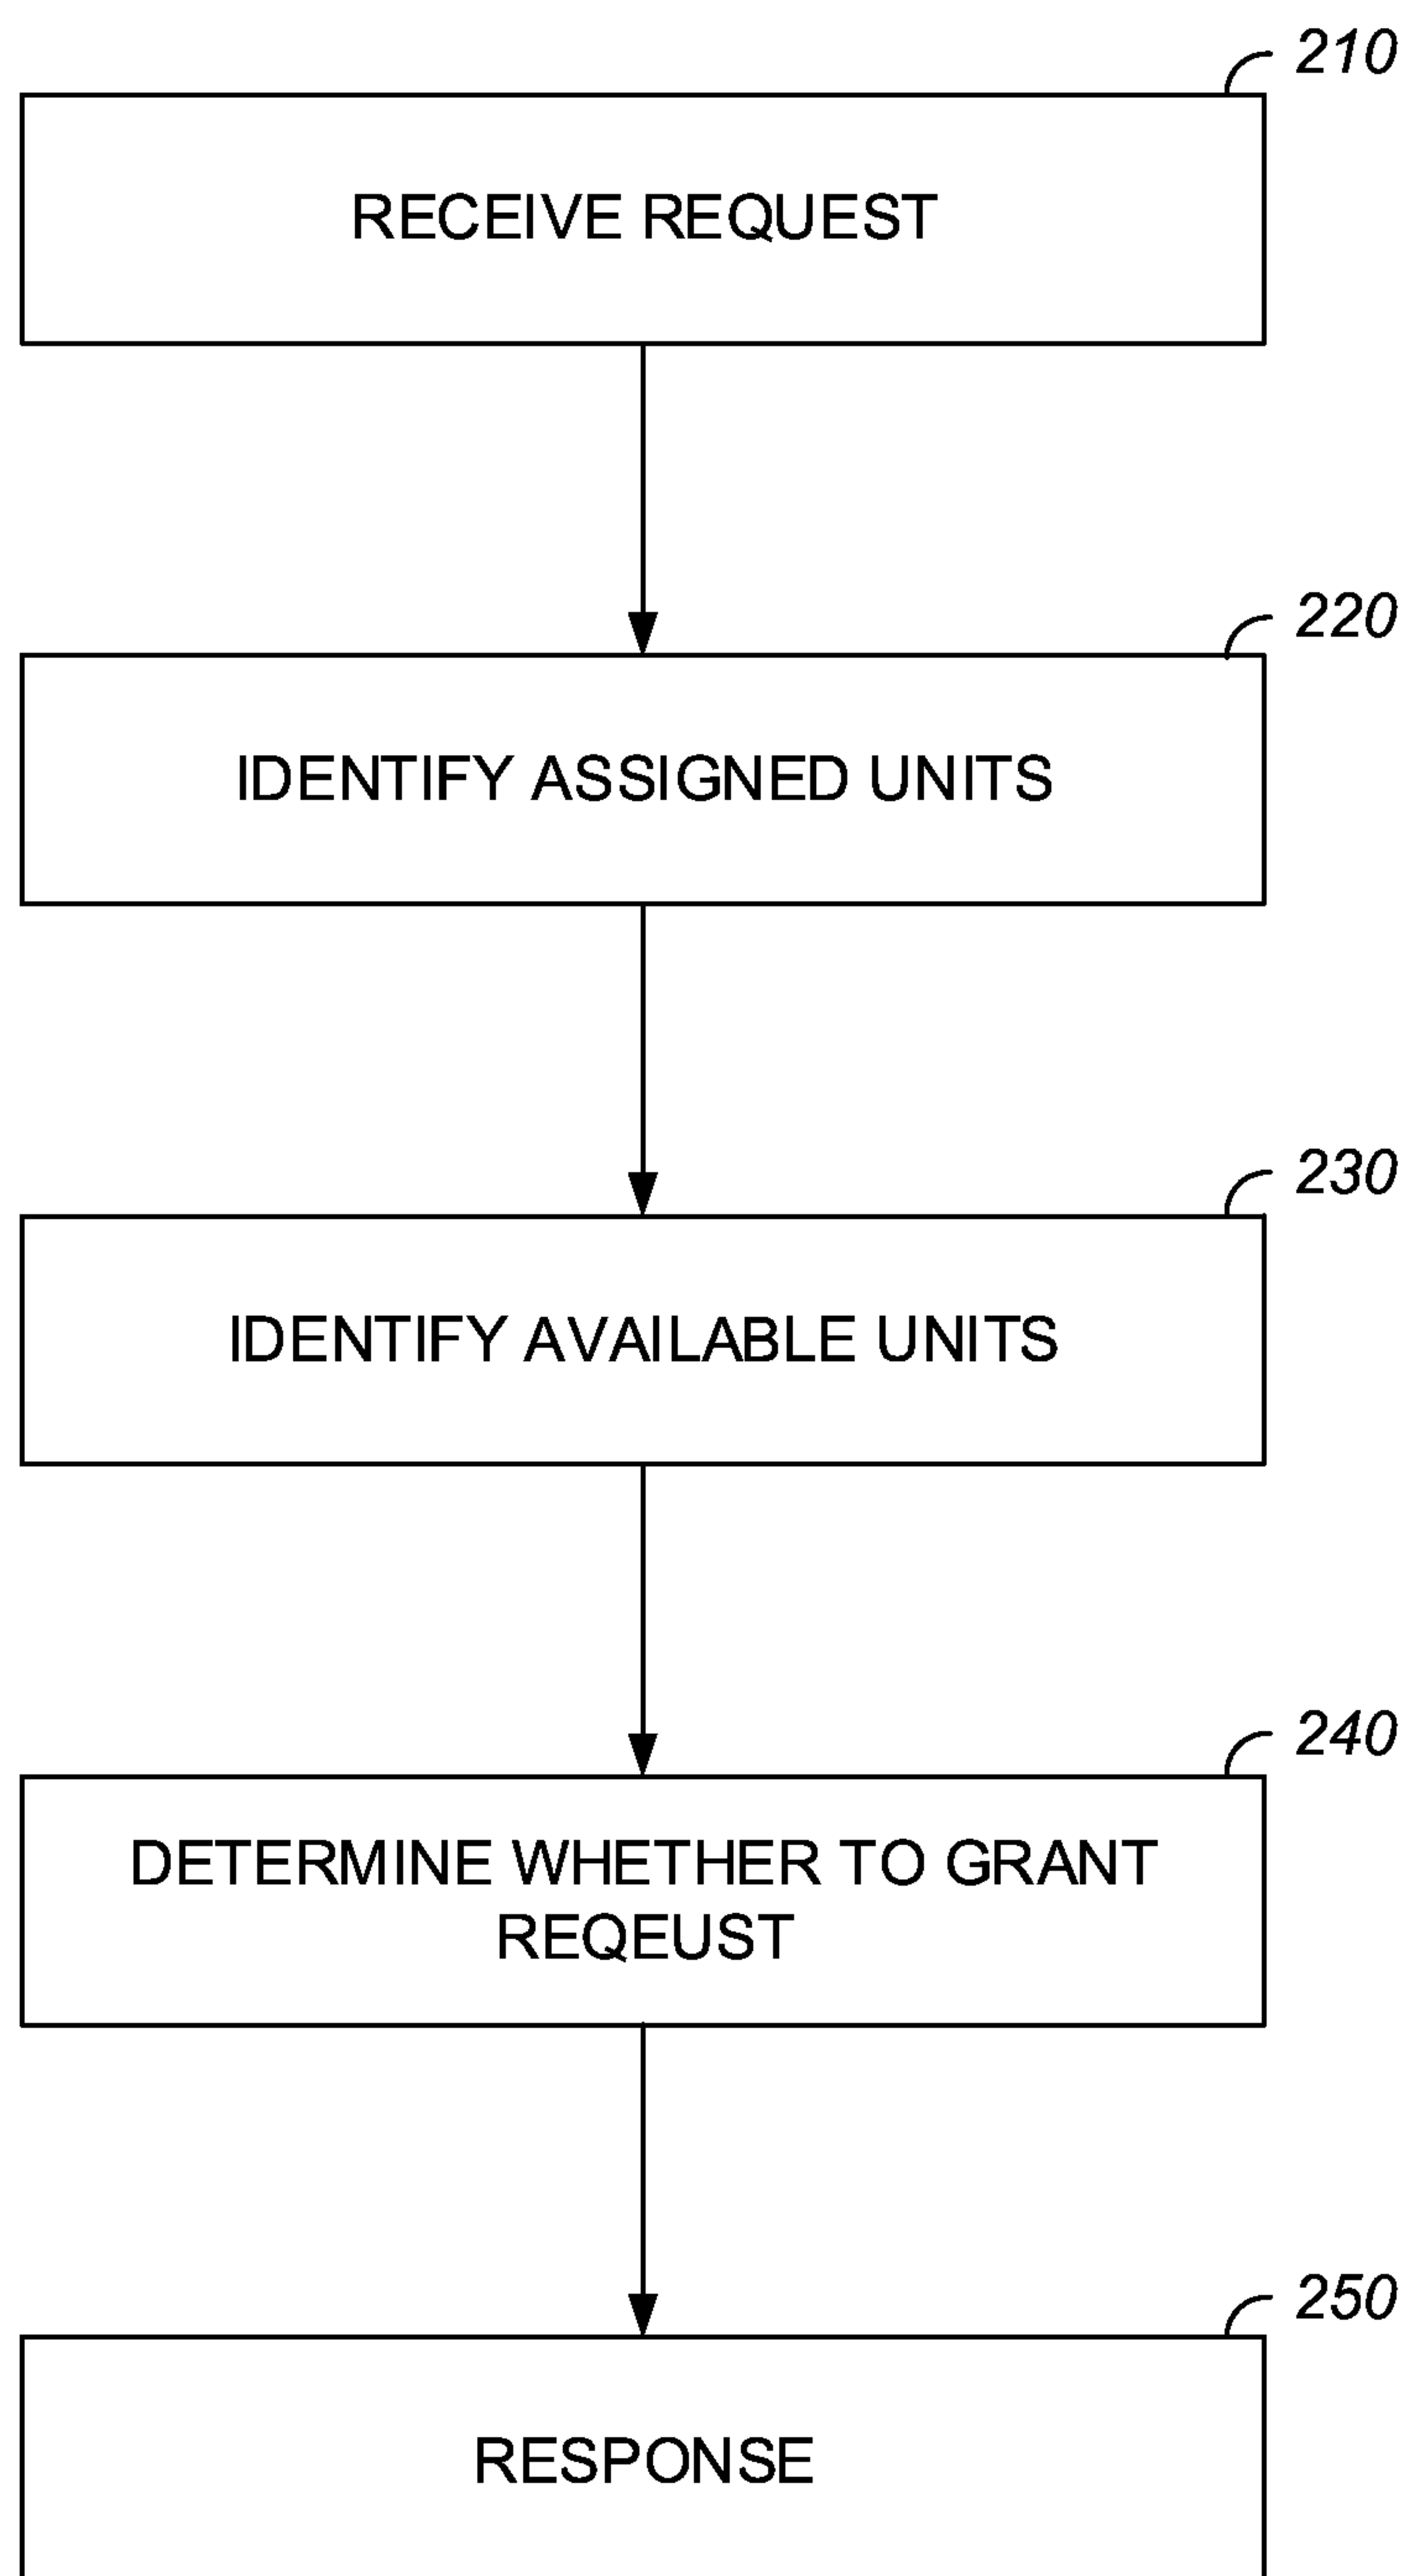 210
RECEIVE REQUEST
220
IDENTIFY ASSIGNED UNITS
230
IDENTIFY AVAILABLE UNITS
240
DETERMINE WHETHER TO GRANT
REQEUST
250
RESPONSE